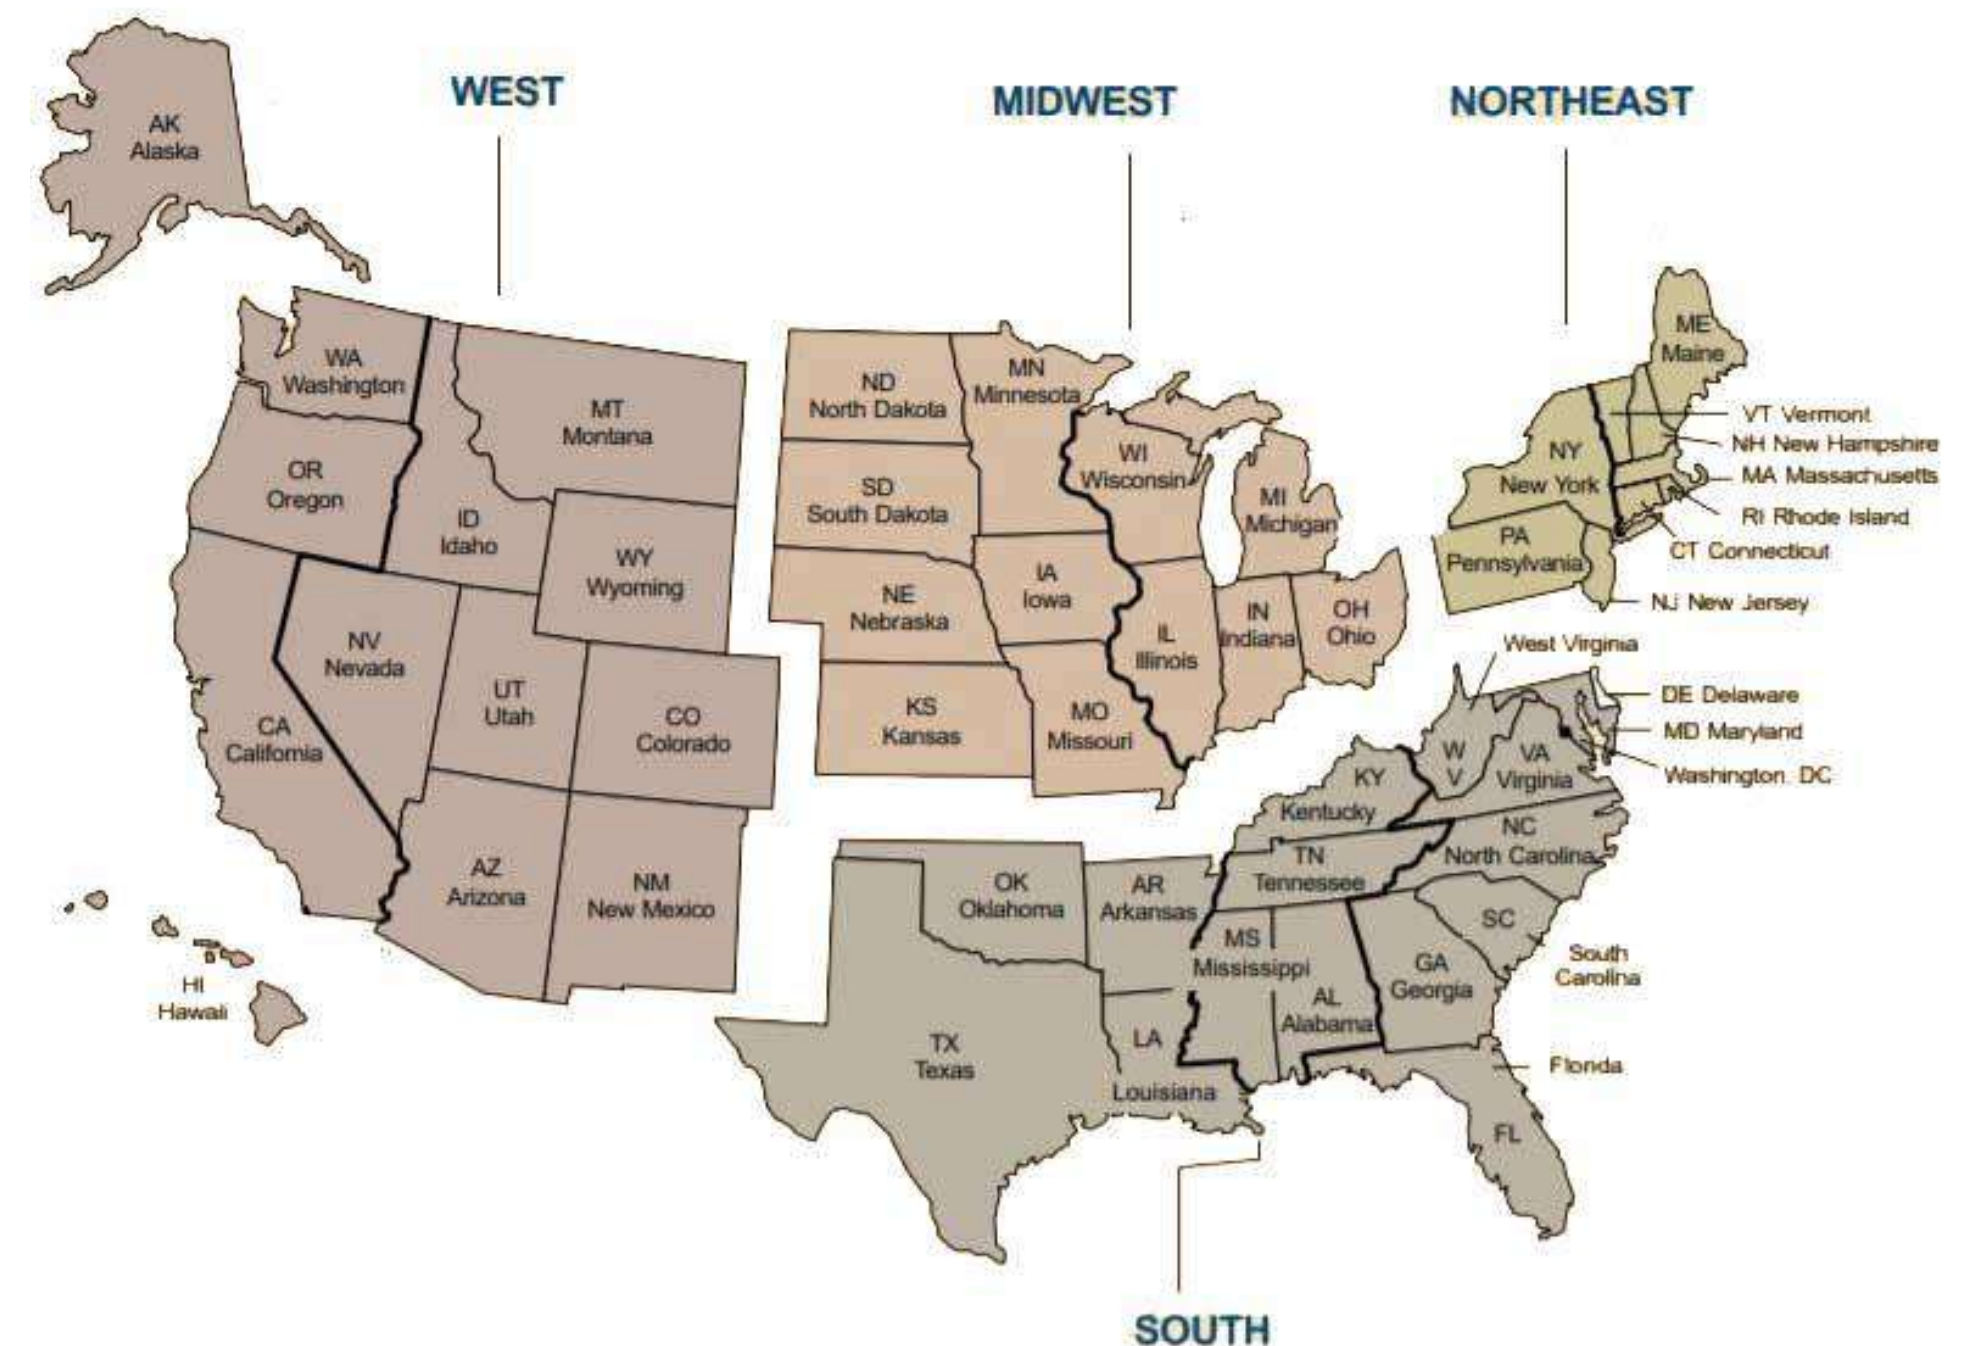 WEST
MIDWEST
NORTHEAST
AK
Alaska
WA
Washington
MT
Montana
OR
Oregon
ID
Idaho
WY
Wyoming
NV
Nevada
UT
Utah
CO
Colorado
CA
California
AZ
Arizona
NM
New Mexico
HI
Hawaii
ND
North Dakota
MN
Minnesota
SD
South Dakota
WI
Wisconsin
MI
Michigan
NE
Nebraska
IA
Iowa
IL
Illinois
IN
Indiana
OH
Ohio
KS
Kansas
MO
Missouri
ME
Maine
VT Vermont
NH New Hampshire
NY
New York
MA Massachusetts
RI Rhode Island
PA
Pennsylvania
CT Connecticut
NJ New Jersey
West Virginia
DE Delaware
MD Maryland
Washington DC
W
V
VA
Virginia
KY
Kentucky
NC
North Carolina
TN
Tennessee
OK
Oklahoma
AR
Arkansas
SC
South
Carolina
MS
Mississippi
GA
Georgia
AL
Alabama
TX
Texas
LA
Louisiana
Florida
FL
SOUTH